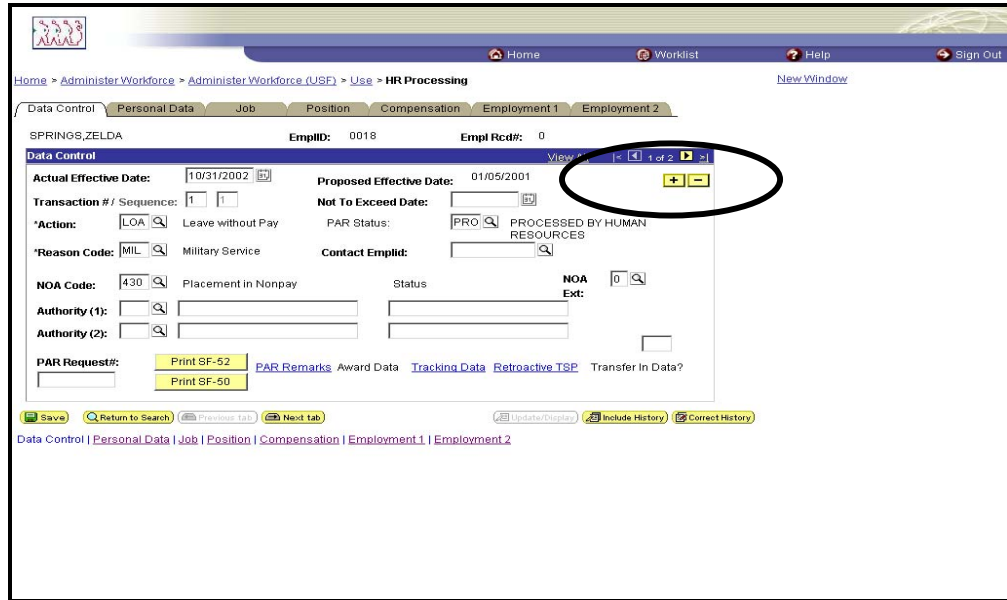 Home Worklist Help Sign Out
Home > Administer Workforce > Administer Workforce (USF) > Use > HR Processing New Window
Data Control Personal Data Job Position Compensation Employment 1 Employment 2
SPRINGS,ZELDA EmplID: 0018 Empl Rcd#: 0
Data Control View 1 of 2
Actual Effective Date: 10/31/2002 Proposed Effective Date: 01/05/2001 + −
Transaction # / Sequence: 1 1 Not To Exceed Date:
*Action: LOA Leave without Pay PAR Status: PRO PROCESSED BY HUMAN
RESOURCES
*Reason Code: MIL Military Service Contact Emplid:
NOA Code: 430 Placement in Nonpay Status NOA 0
Ext:
Authority (1):
Authority (2):
PAR Request#: Print SF-52 PAR Remarks Award Data Tracking Data Retroactive TSP Transfer In Data?
Print SF-50
Save Return to Search Previous tab Next tab Update/Display Include History Correct History
Data Control | Personal Data | Job | Position | Compensation | Employment 1 | Employment 2